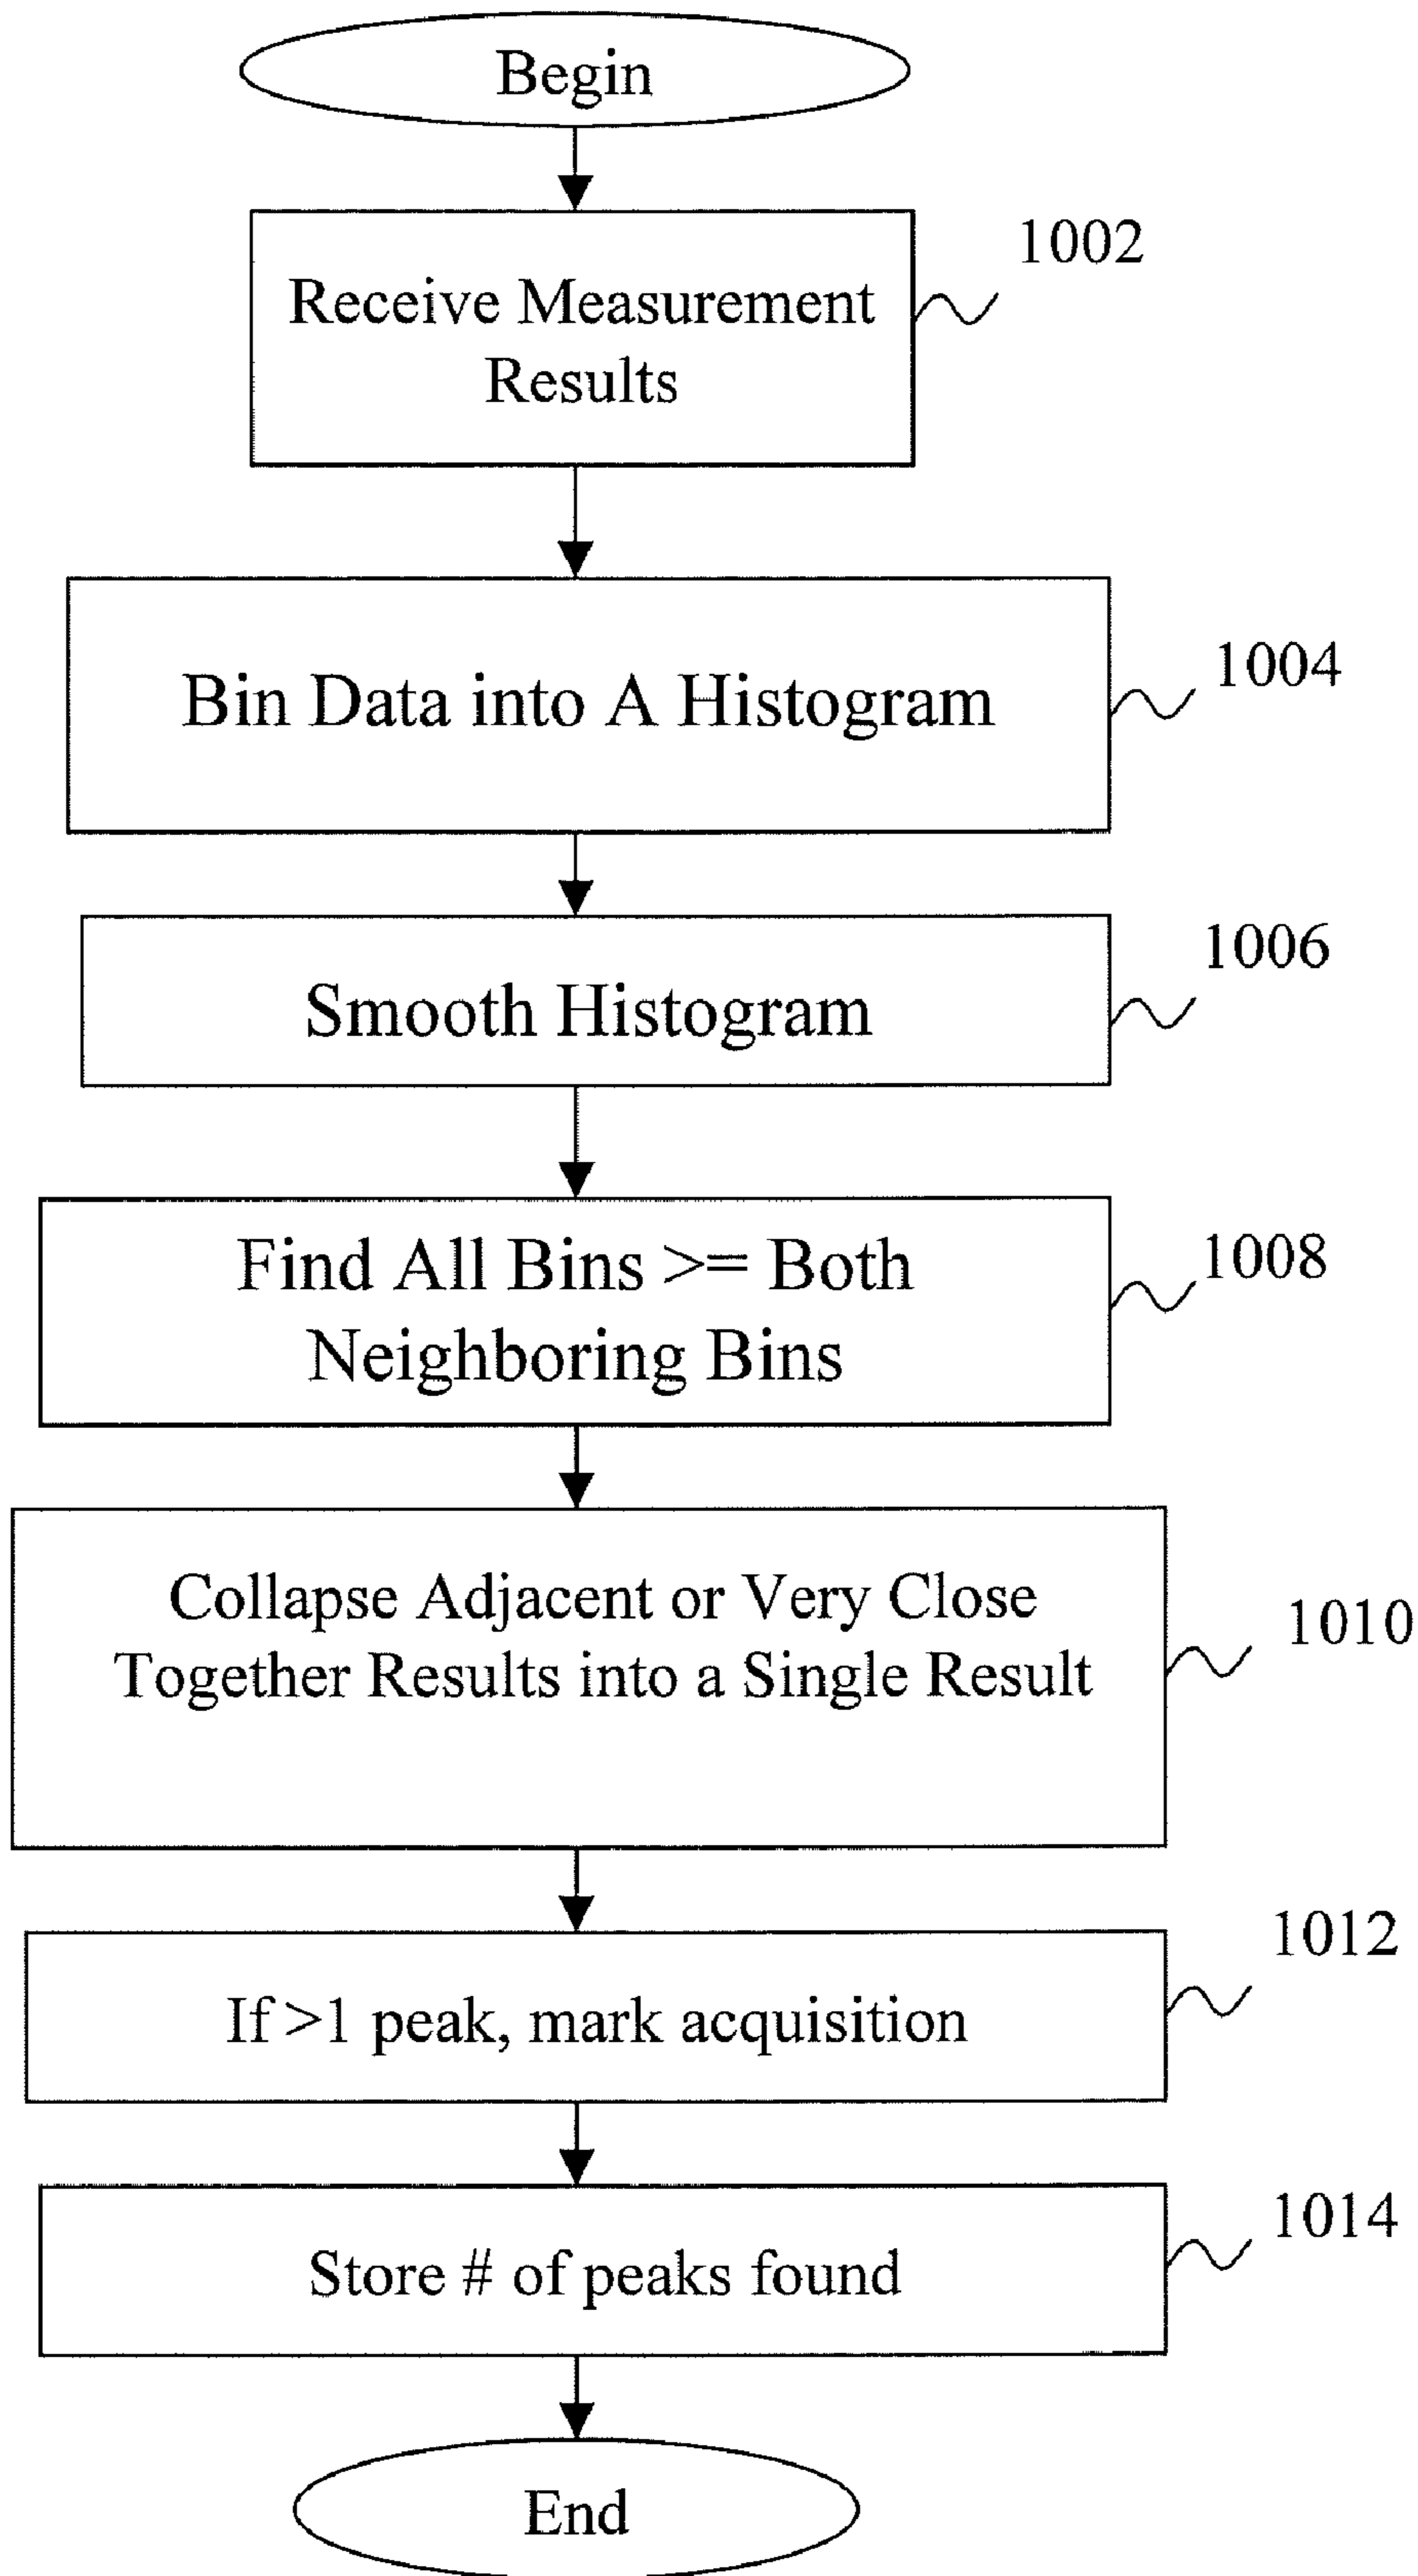 Begin
1002
Receive Measurement
Results
1004
Bin Data into A Histogram
1006
Smooth Histogram
1008
Find All Bins >= Both
Neighboring Bins
Collapse Adjacent or Very Close
1010
Together Results into a Single Result
1012
If >1 peak, mark acquisition
1014
Store # of peaks found
End